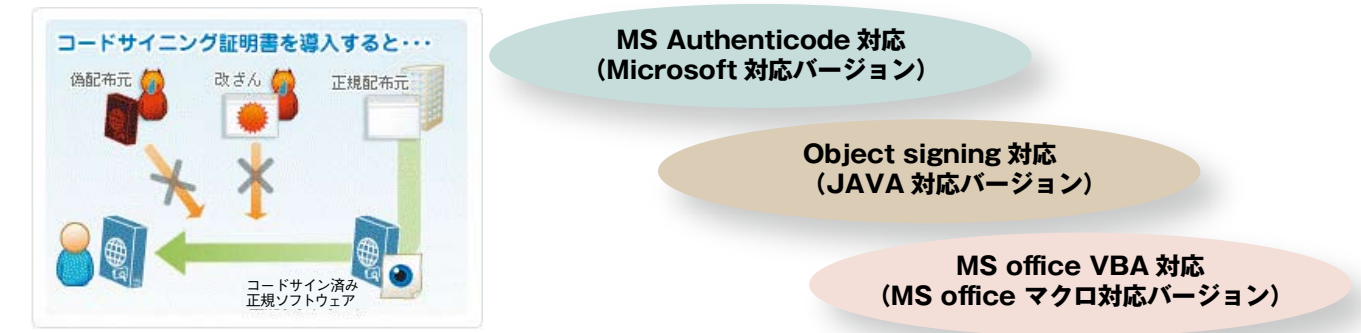 コードサイニング証明書を導入すると・・・
偽配布元
改ざん
正規配布元
コードサイン済み
正規ソフトウェア
MS Authenticode 対応
（Microsoft 対応バージョン）
Object signing 対応
（JAVA 対応バージョン）
MS office VBA 対応
（MS office マクロ対応バージョン）